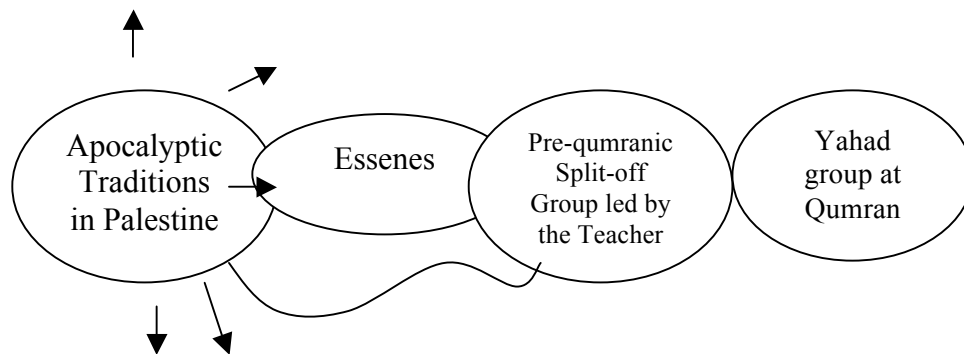 Apocalyptic
Traditions
in Palestine
Essenes
Pre-qumranic
Split-off
Group led by
the Teacher
Yahad
group at
Qumran